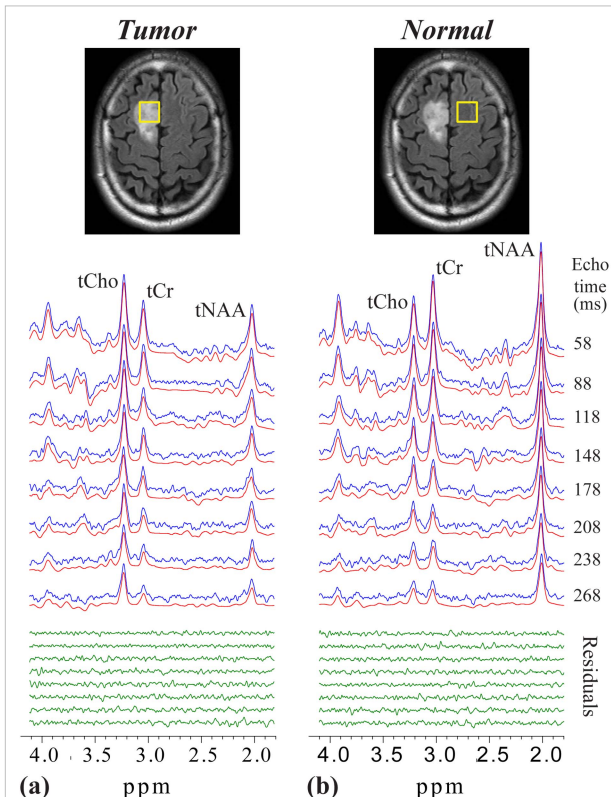 Tumor
Normal
tNAA
Echo
time
(ms)
tCho
tCr
tNAA
tCho
tCr
58
88
118
148
178
208
238
268
Residuals
4.0 3.5 3.0 2.5 2.0
4.0 3.5 3.0 2.5 2.0
(a) ppm
(b) ppm